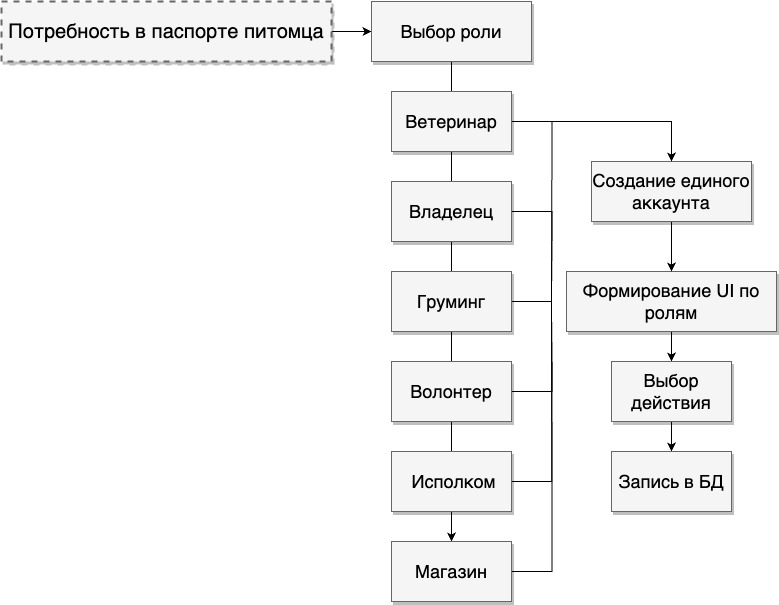 Потребность в паспорте питомца
Выбор роли
Ветеринар
Владелец
Груминг
Волонтер
Исполком
Магазин
Создание единого
аккаунта
Формирование UI по
ролям
Выбор
действия
Запись в БД